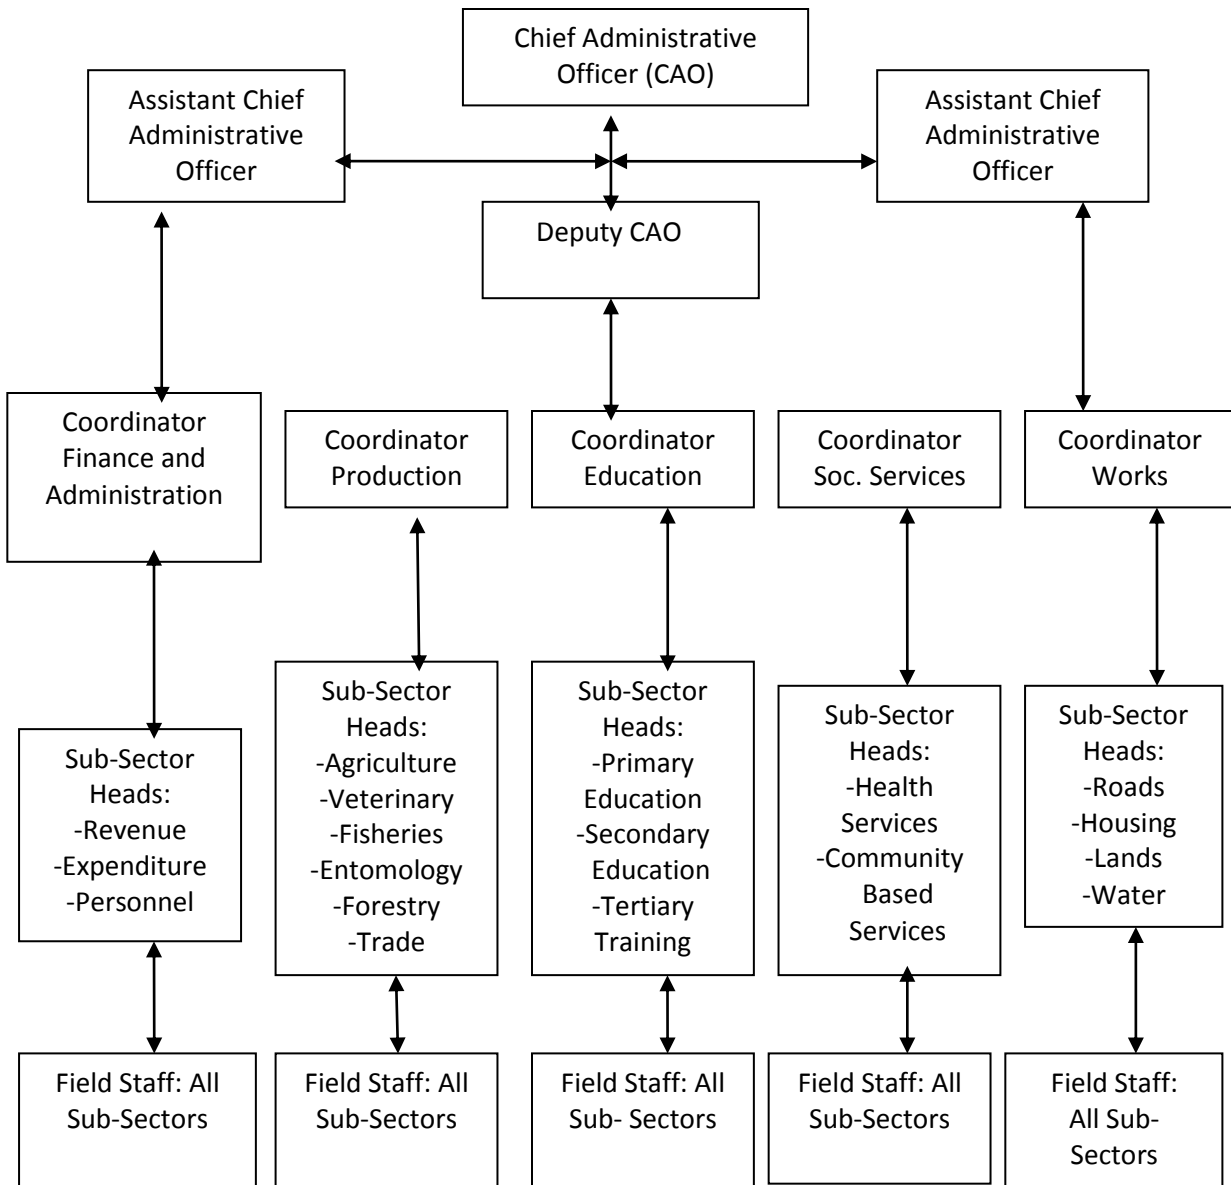 Chief Administrative
Officer (CAO)
Assistant Chief
Administrative
Officer
Assistant Chief
Administrative
Officer
Deputy CAO
Coordinator
Finance and
Administration
Coordinator
Production
Coordinator
Education
Coordinator
Soc. Services
Coordinator
Works
Sub-Sector
Heads:
-Revenue
-Expenditure
-Personnel
Sub-Sector
Heads:
-Agriculture
-Veterinary
-Fisheries
-Entomology
-Forestry
-Trade
Sub-Sector
Heads:
-Primary
Education
-Secondary
Education
-Tertiary
Training
Sub-Sector
Heads:
-Health
Services
-Community
Based
Services
Sub-Sector
Heads:
-Roads
-Housing
-Lands
-Water
Field Staff: All
Sub-Sectors
Field Staff: All
Sub-Sectors
Field Staff: All
Sub- Sectors
Field Staff: All
Sub-Sectors
Field Staff:
All Sub-
Sectors